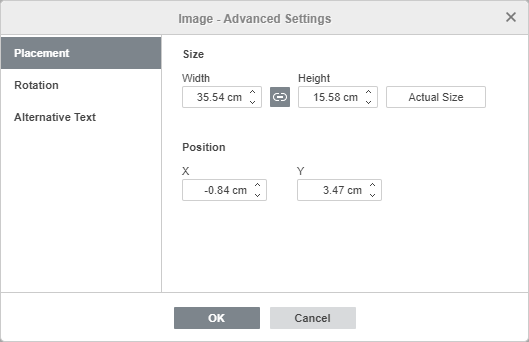 Image - Advanced Settings
Placement
Rotation
Alternative Text
Size
Width Height
35.54 cm 15.58 cm Actual Size
Position
X Y
-0.84 cm 3.47 cm
OK Cancel